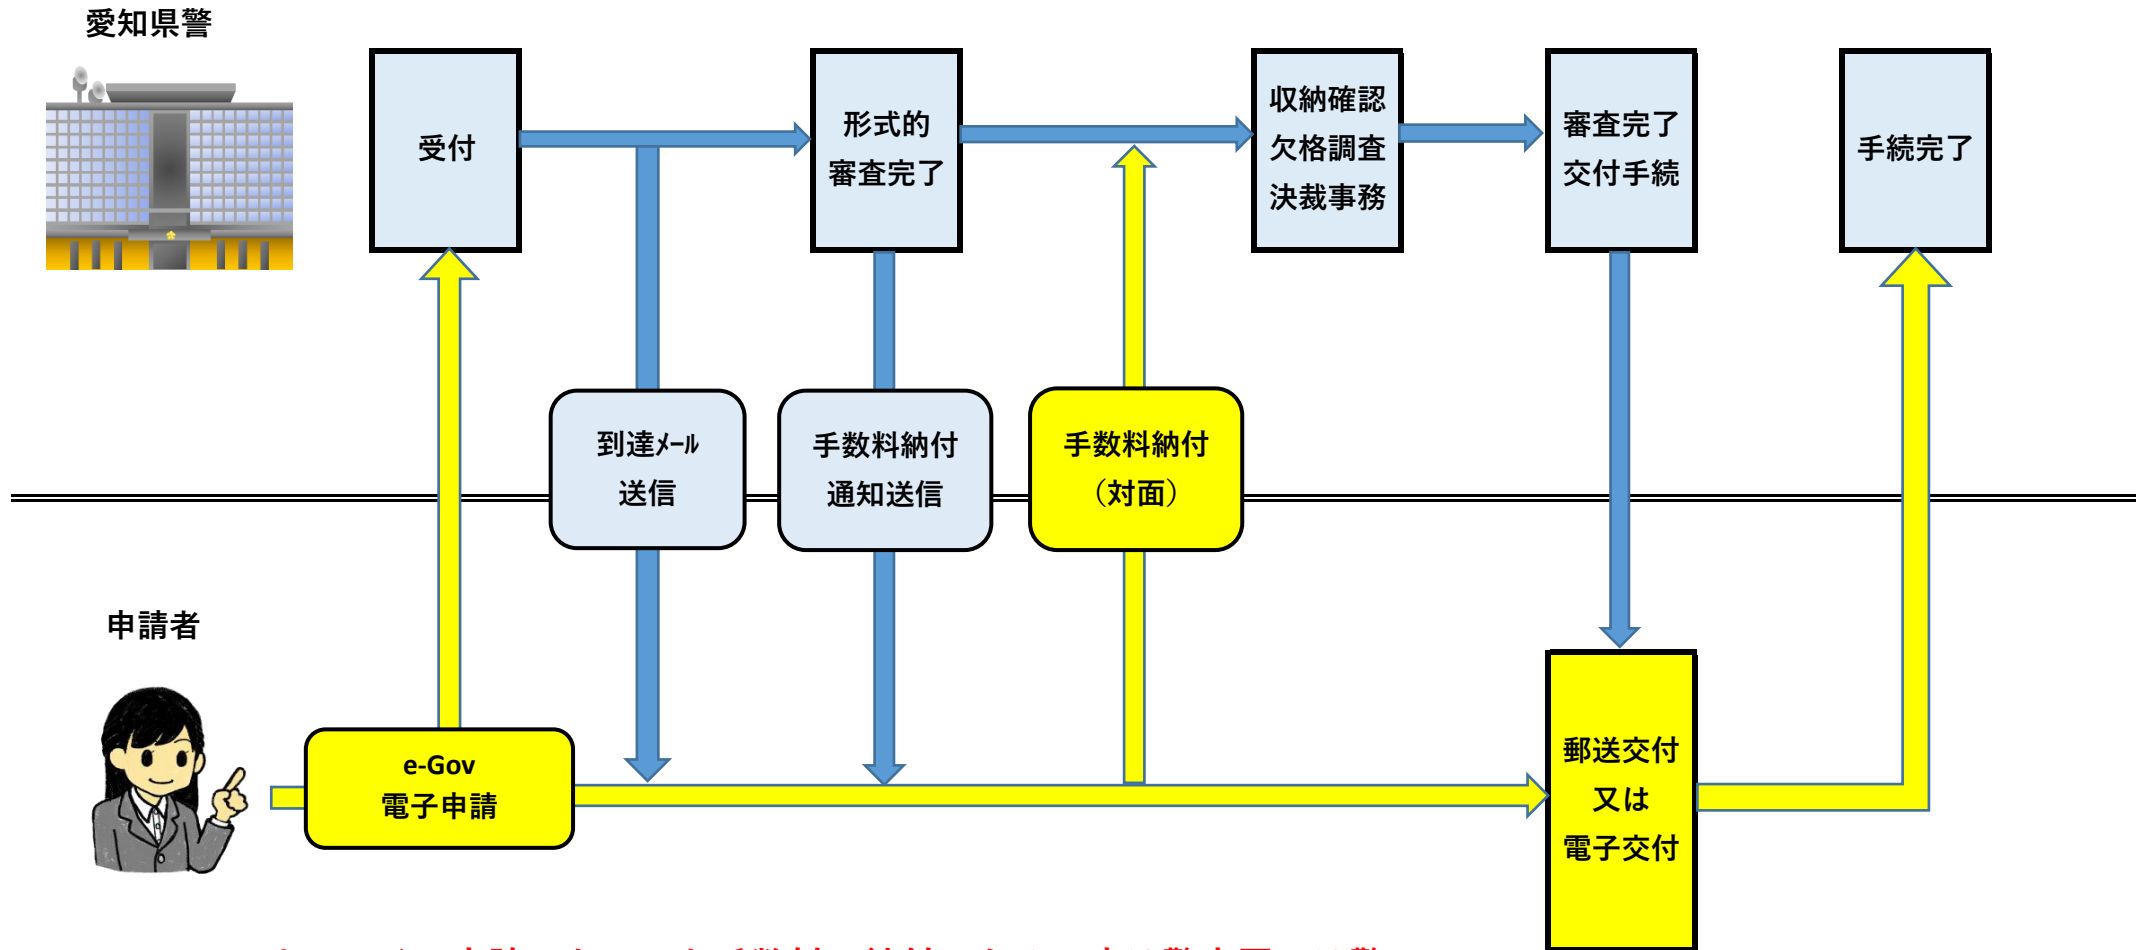 愛知県警
受付
形式的
審査完了
収納確認
欠格調査
決裁事務
審査完了
交付手続
手続完了
到達ﾒｰﾙ
送信
手数料納付
通知送信
手数料納付
（対面）
申請者
e-Gov
電子申請
郵送交付
又は
電子交付